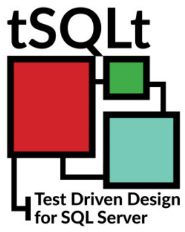 tSQLt
Test Driven Design
for SQL Server